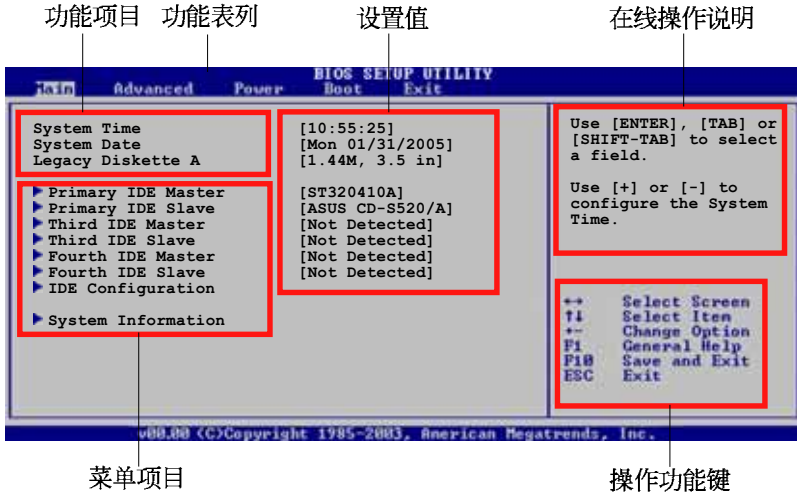 功能项目 功能表列 设置值 在线操作说明
BIOS SETUP UTILITY
Main Advanced Power Boot Exit
System Time [10:55:25]
System Date [Mon 01/31/2005]
Legacy Diskette A [1.44M, 3.5 in]
Primary IDE Master [ST320410A]
Primary IDE Slave [ASUS CD-S520/A]
Third IDE Master [Not Detected]
Third IDE Slave [Not Detected]
Fourth IDE Master [Not Detected]
Fourth IDE Slave [Not Detected]
IDE Configuration
System Information
Use [ENTER], [TAB] or
[SHIFT-TAB] to select
a field.
Use [+] or [-] to
configure the System
Time.
←→ Select Screen
↑↓ Select Item
+- Change Option
F1 General Help
F10 Save and Exit
ESC Exit
v00.00 (C)Copyright 1985-2003, American Megatrends, Inc.
菜单项目 操作功能键